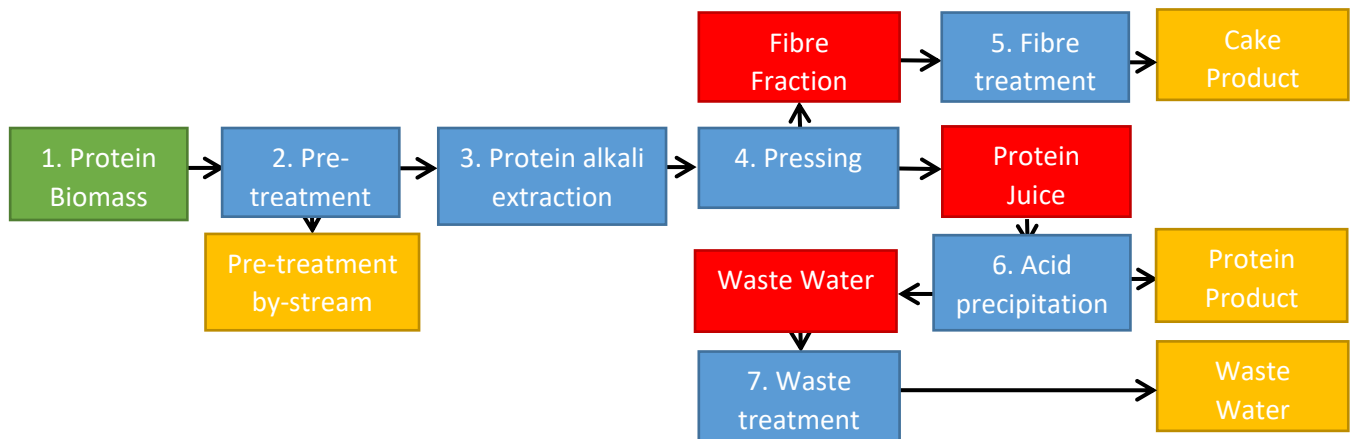 Fibre
Fraction
5. Fibre
treatment
Cake
Product
1. Protein
Biomass
2. Pre-
treatment
3. Protein alkali
extraction
4. Pressing
Protein
Juice
Pre-treatment
by-stream
Waste Water
6. Acid
precipitation
Protein
Product
7. Waste
treatment
Waste
Water